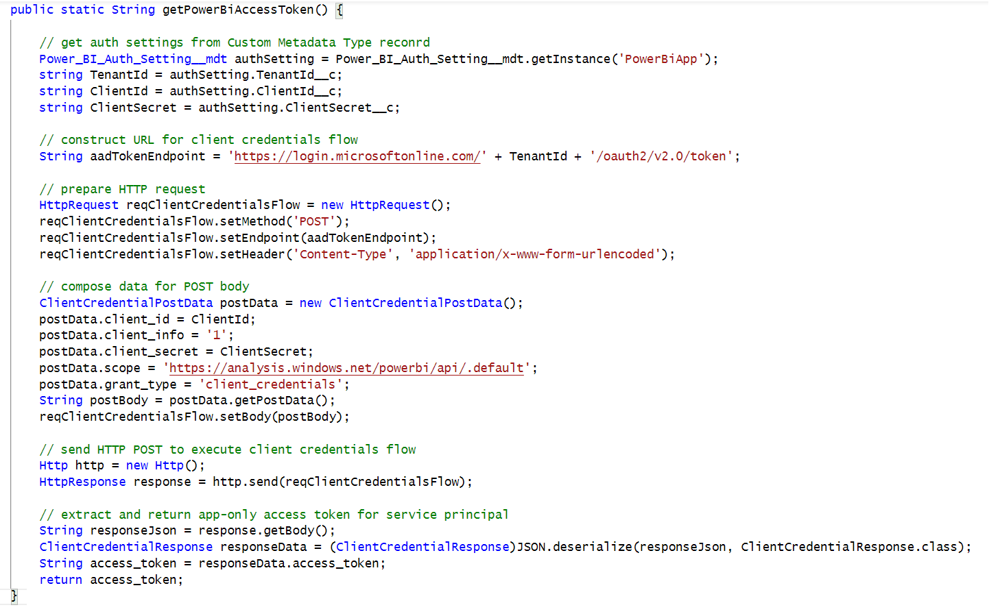 public static String getPowerBiAccessToken() {
// get auth settings from Custom Metadata Type reconrd
Power_BI_Auth_Setting__mdt authSetting = Power_BI_Auth_Setting__mdt.getInstance('PowerBiApp');
string TenantId = authSetting.TenantId__c;
string ClientId = authSetting.ClientId__c;
string ClientSecret = authSetting.ClientSecret__c;
// construct URL for client credentials flow
String aadTokenEndpoint = 'https://login.microsoftonline.com/' + TenantId + '/oauth2/v2.0/token';
// prepare HTTP request
HttpRequest reqClientCredentialsFlow = new HttpRequest();
reqClientCredentialsFlow.setMethod('POST');
reqClientCredentialsFlow.setEndpoint(aadTokenEndpoint);
reqClientCredentialsFlow.setHeader('Content-Type', 'application/x-www-form-urlencoded');
// compose data for POST body
ClientCredentialPostData postData = new ClientCredentialPostData();
postData.client_id = ClientId;
postData.client_info = '1';
postData.client_secret = ClientSecret;
postData.scope = 'https://analysis.windows.net/powerbi/api/.default';
postData.grant_type = 'client_credentials';
String postBody = postData.getPostData();
reqClientCredentialsFlow.setBody(postBody);
// send HTTP POST to execute client credentials flow
Http http = new Http();
HttpResponse response = http.send(reqClientCredentialsFlow);
// extract and return app-only access token for service principal
String responseJson = response.getBody();
ClientCredentialResponse responseData = (ClientCredentialResponse)JSON.deserialize(responseJson, ClientCredentialResponse.class);
String access_token = responseData.access_token;
return access_token;
}